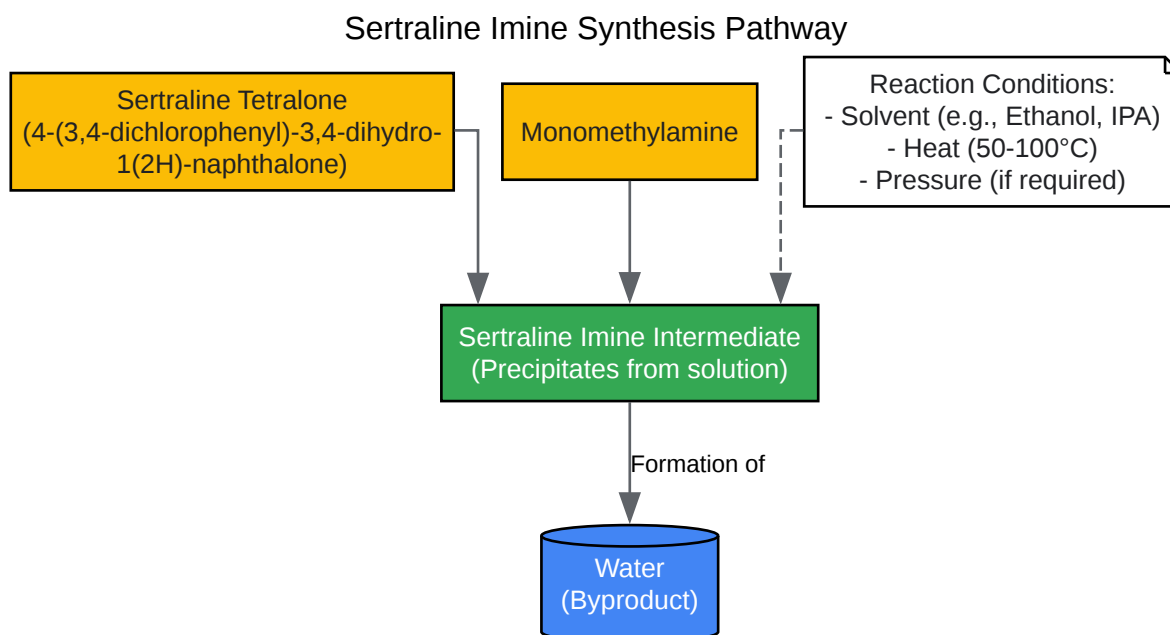 Sertraline Imine Synthesis Pathway
Sertraline Tetralone
(4-(3,4-dichlorophenyl)-3,4-dihydro-
1(2H)-naphthalone)
Monomethylamine
Reaction Conditions:
- Solvent (e.g., Ethanol, IPA)
- Heat (50-100°C)
- Pressure (if required)
Sertraline Imine Intermediate
(Precipitates from solution)
Formation of
Water
(Byproduct)